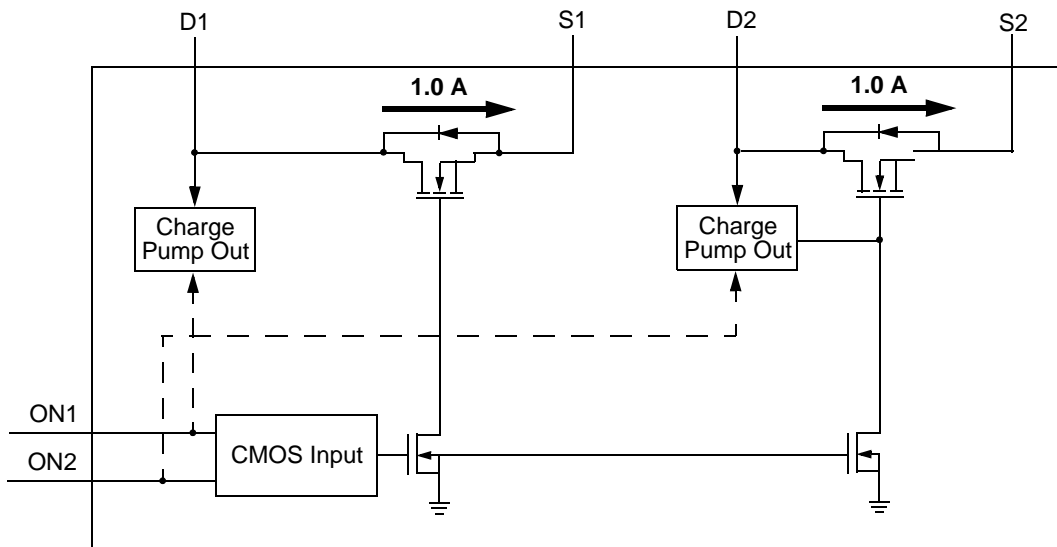 D1
S1
D2
S2
1.0 A
1.0 A
Charge
Pump Out
Charge
Pump Out
ON1
ON2
CMOS Input